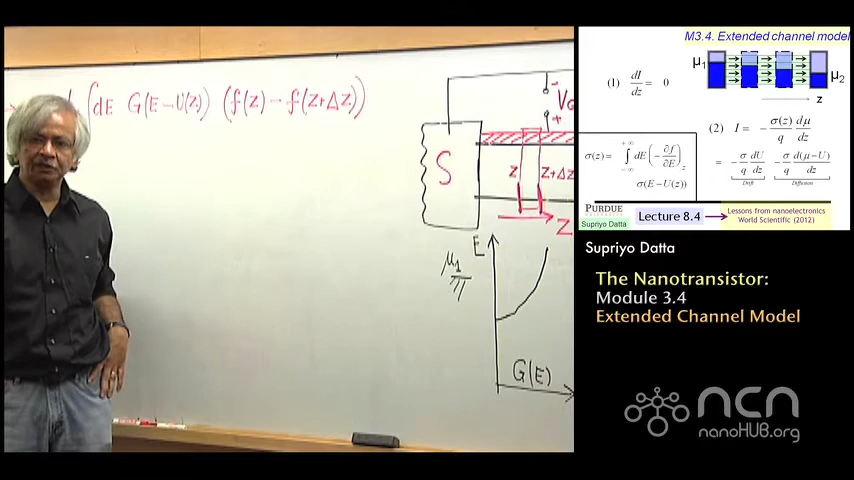 ∫dE G(E-U(z)) (f(z) - f(z+Δz))
S
V
-
+
z
z+Δz
z
E
μ1
G(E)
M3.4. Extended channel model
(1) dI/dz = 0
μ1
μ2
z
(2) I = - σ(z)/q dμ/dz
σ(z) = ∫_{-∞}^{+∞} dE (-∂f/∂E)_z
σ(E-U(z))
= - σ/q dU/dz - σ/q d(μ-U)/dz
Drift
Diffusion
PURDUE
Supriyo Datta
Lecture 8.4
Lessons from nanoelectronics
World Scientific (2012)
Supriyo Datta
The Nanotransistor:
Module 3.4
Extended Channel Model
ncn
nanoHUB.org